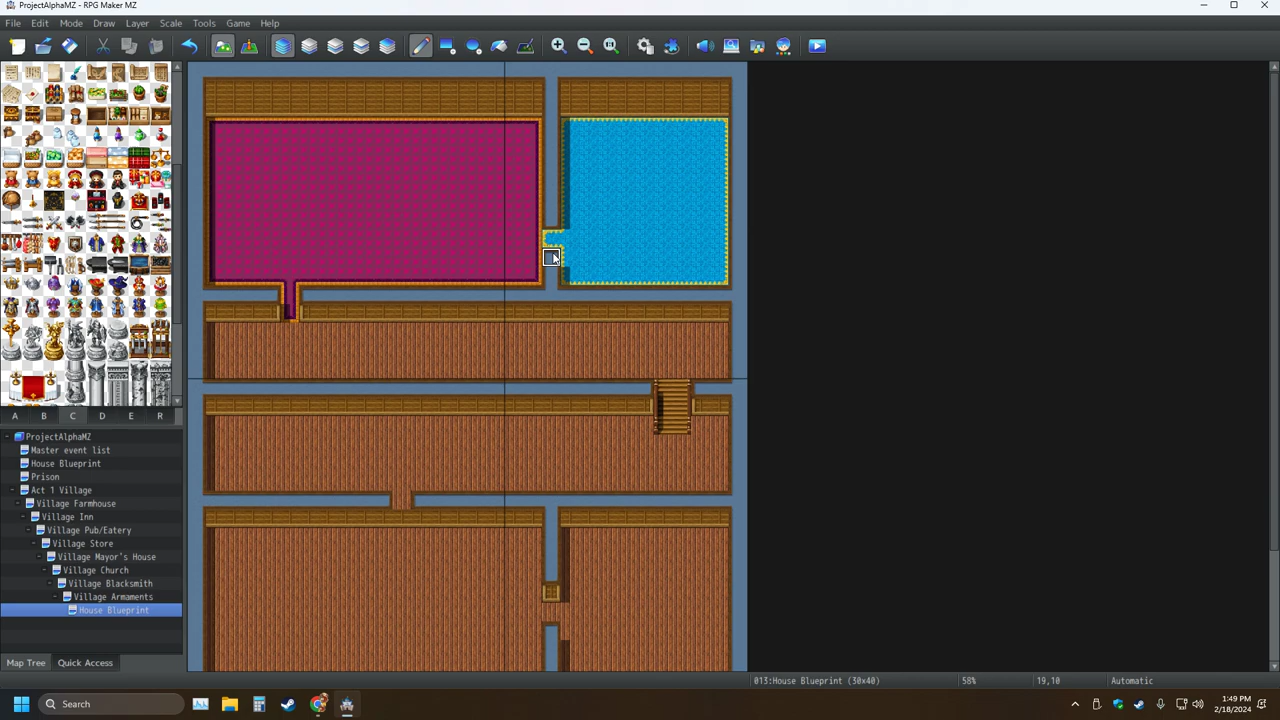 ProjectAlphaMZ - RPG Maker MZ
File Edit Mode Draw Layer Scale Tools Game Help
A B C D E R
ProjectAlphaMZ
Master event list
House Blueprint
Prison
Act 1 Village
Village Farmhouse
Village Inn
Village Pub/Eatery
Village Store
Village Mayor's House
Village Church
Village Blacksmith
Village Armaments
House Blueprint
Map Tree Quick Access
013:House Blueprint (30x40) 58% 19,10 Automatic
Search
1:49 PM
2/18/2024